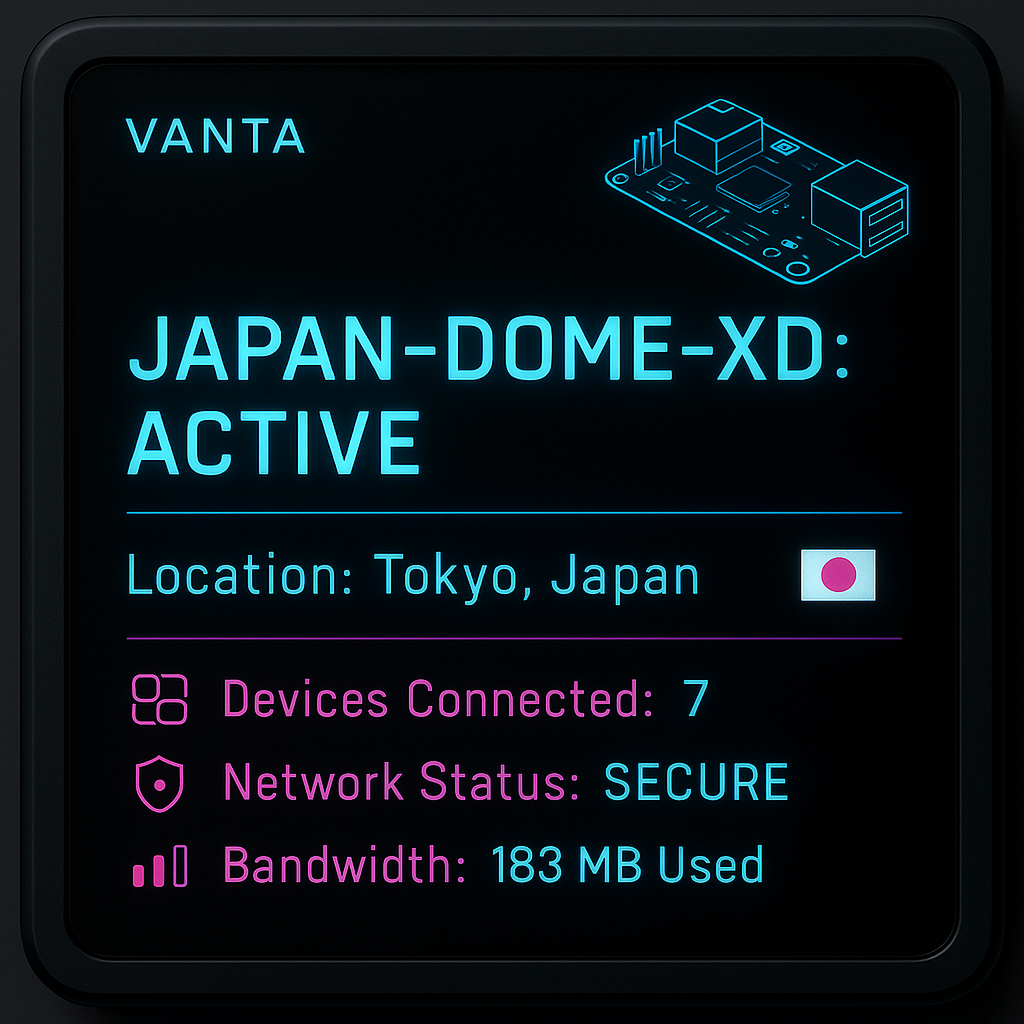 VANTA
JAPAN-DOME-XD:
ACTIVE
Location: Tokyo, Japan
Devices Connected: 7
Network Status: SECURE
Bandwidth: 183 MB Used